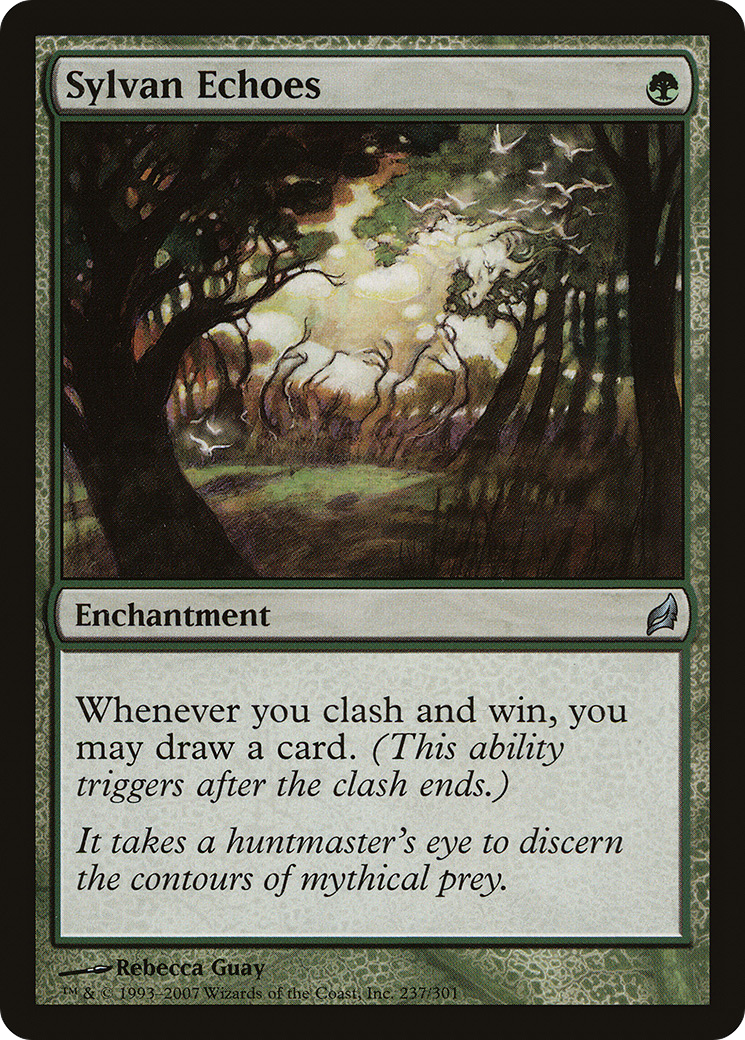 Sylvan Echoes
Enchantment
Whenever you clash and win, you
may draw a card. (This ability
triggers after the clash ends.)
It takes a huntmaster's eye to discern
the contours of mythical prey.
Rebecca Guay
™ & © 1993–2007 Wizards of the Coast, Inc. 237/301